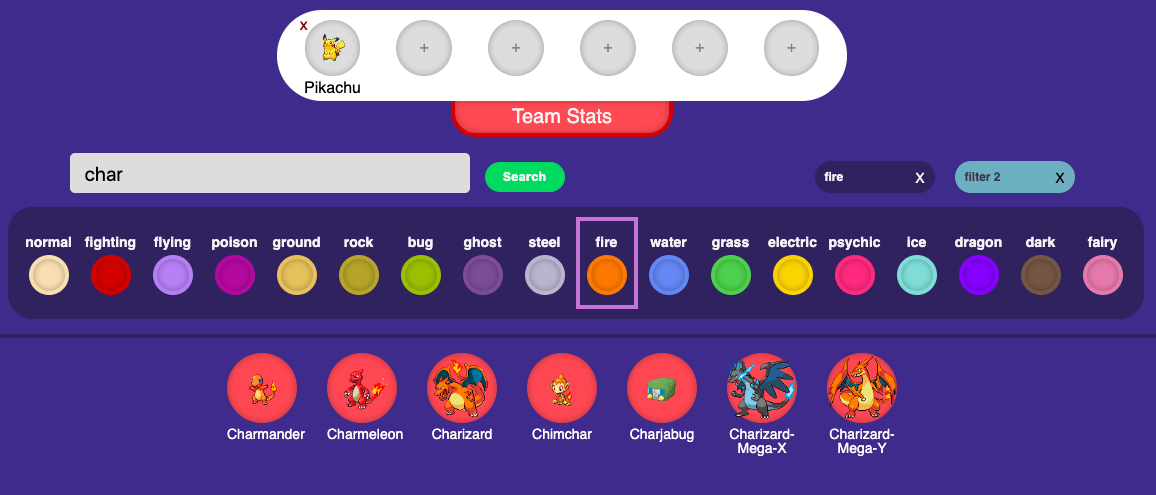 x
+ + + + +
Pikachu
Team Stats
char
Search
fire X
filter 2 X
normal fighting flying poison ground rock bug ghost steel fire water grass electric psychic ice dragon dark fairy
Charmander Charmeleon Charizard Chimchar Charjabug Charizard-Mega-X Charizard-Mega-Y